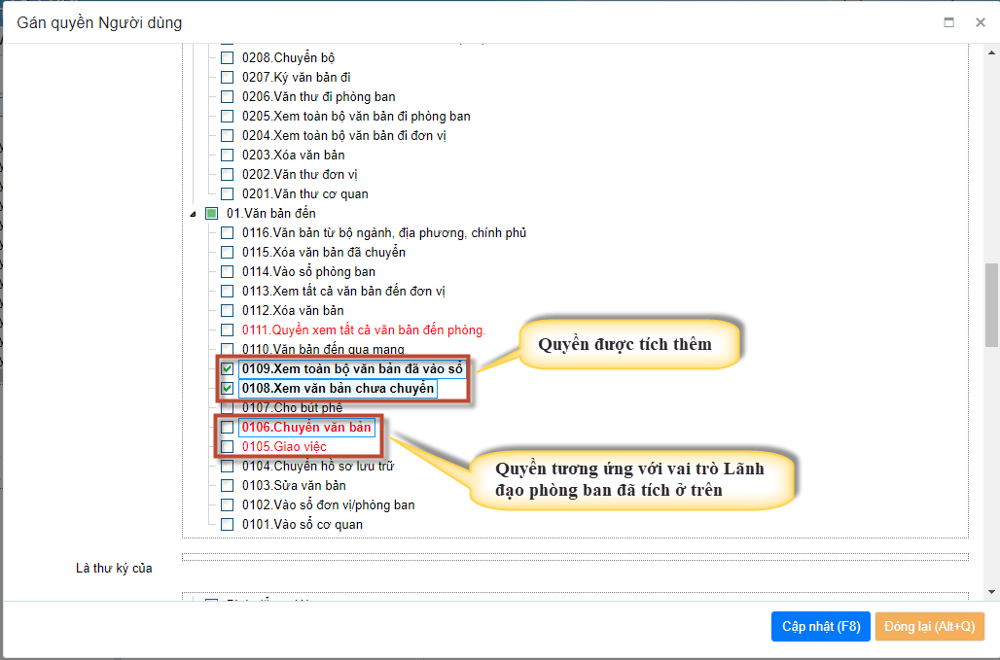 Gán quyền Người dùng
0208.Chuyển bộ
0207.Ký văn bản đi
0206.Văn thư đi phòng ban
0205.Xem toàn bộ văn bản đi phòng ban
0204.Xem toàn bộ văn bản đi đơn vị
0203.Xóa văn bản
0202.Văn thư đơn vị
0201.Văn thư cơ quan
01.Văn bản đến
0116.Văn bản từ bộ ngành, địa phương, chính phủ
0115.Xóa văn bản đã chuyển
0114.Vào sổ phòng ban
0113.Xem tất cả văn bản đến đơn vị
0112.Xóa văn bản
0111.Quyền xem tất cả văn bản đến phòng.
0110.Văn bản đến qua mạng
Quyền được tích thêm
0109.Xem toàn bộ văn bản đã vào sổ
0108.Xem văn bản chưa chuyển
0107.Cho bút phê
0106.Chuyển văn bản
0105.Giao việc
0104.Chuyển hồ sơ lưu trữ
Quyền tương ứng với vai trò Lãnh
đạo phòng ban đã tích ở trên
0103.Sửa văn bản
0102.Vào sổ đơn vị/phòng ban
0101.Vào sổ cơ quan
Là thư ký của
Cập nhật (F8)
Đóng lại (Alt+Q)